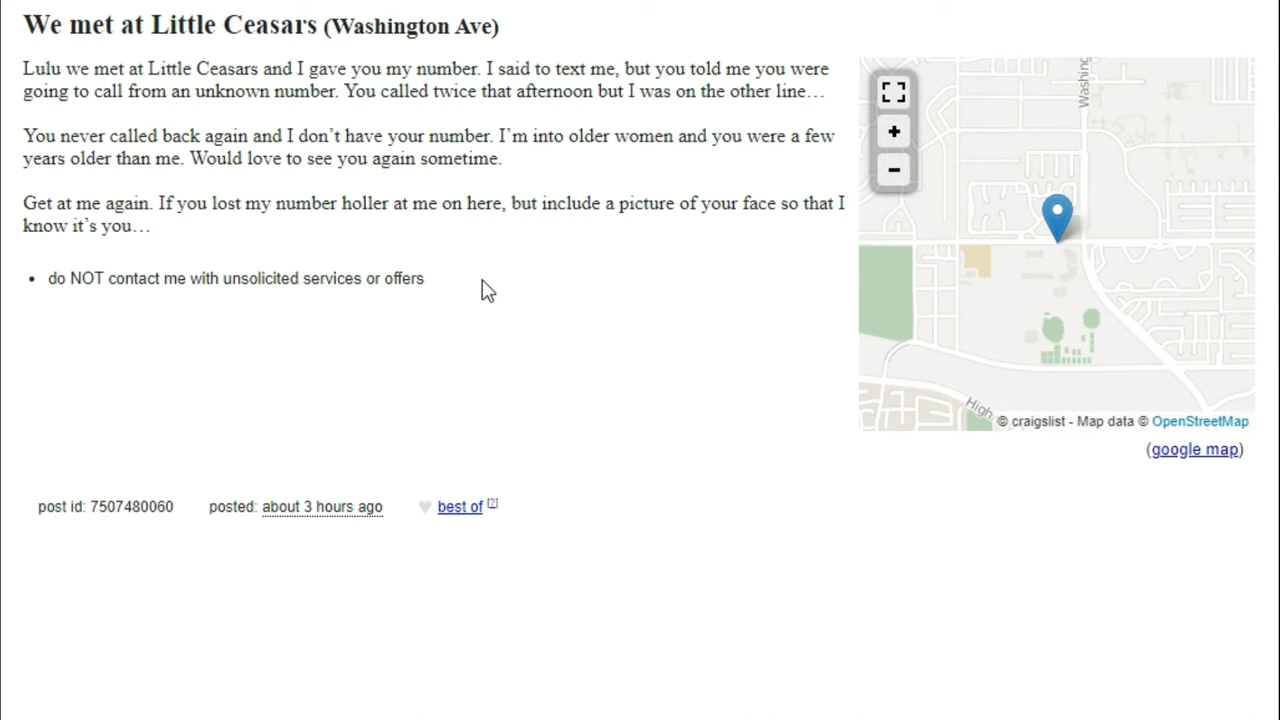 We met at Little Ceasars (Washington Ave)
Lulu we met at Little Ceasars and I gave you my number. I said to text me, but you told me you were
going to call from an unknown number. You called twice that afternoon but I was on the other line…
You never called back again and I don’t have your number. I’m into older women and you were a few
years older than me. Would love to see you again sometime.
Get at me again. If you lost my number holler at me on here, but include a picture of your face so that I
know it’s you…
• do NOT contact me with unsolicited services or offers
Washing
+
−
High
© craigslist - Map data © OpenStreetMap
(google map)
post id: 7507480060 posted: about 3 hours ago ♥ best of [?]